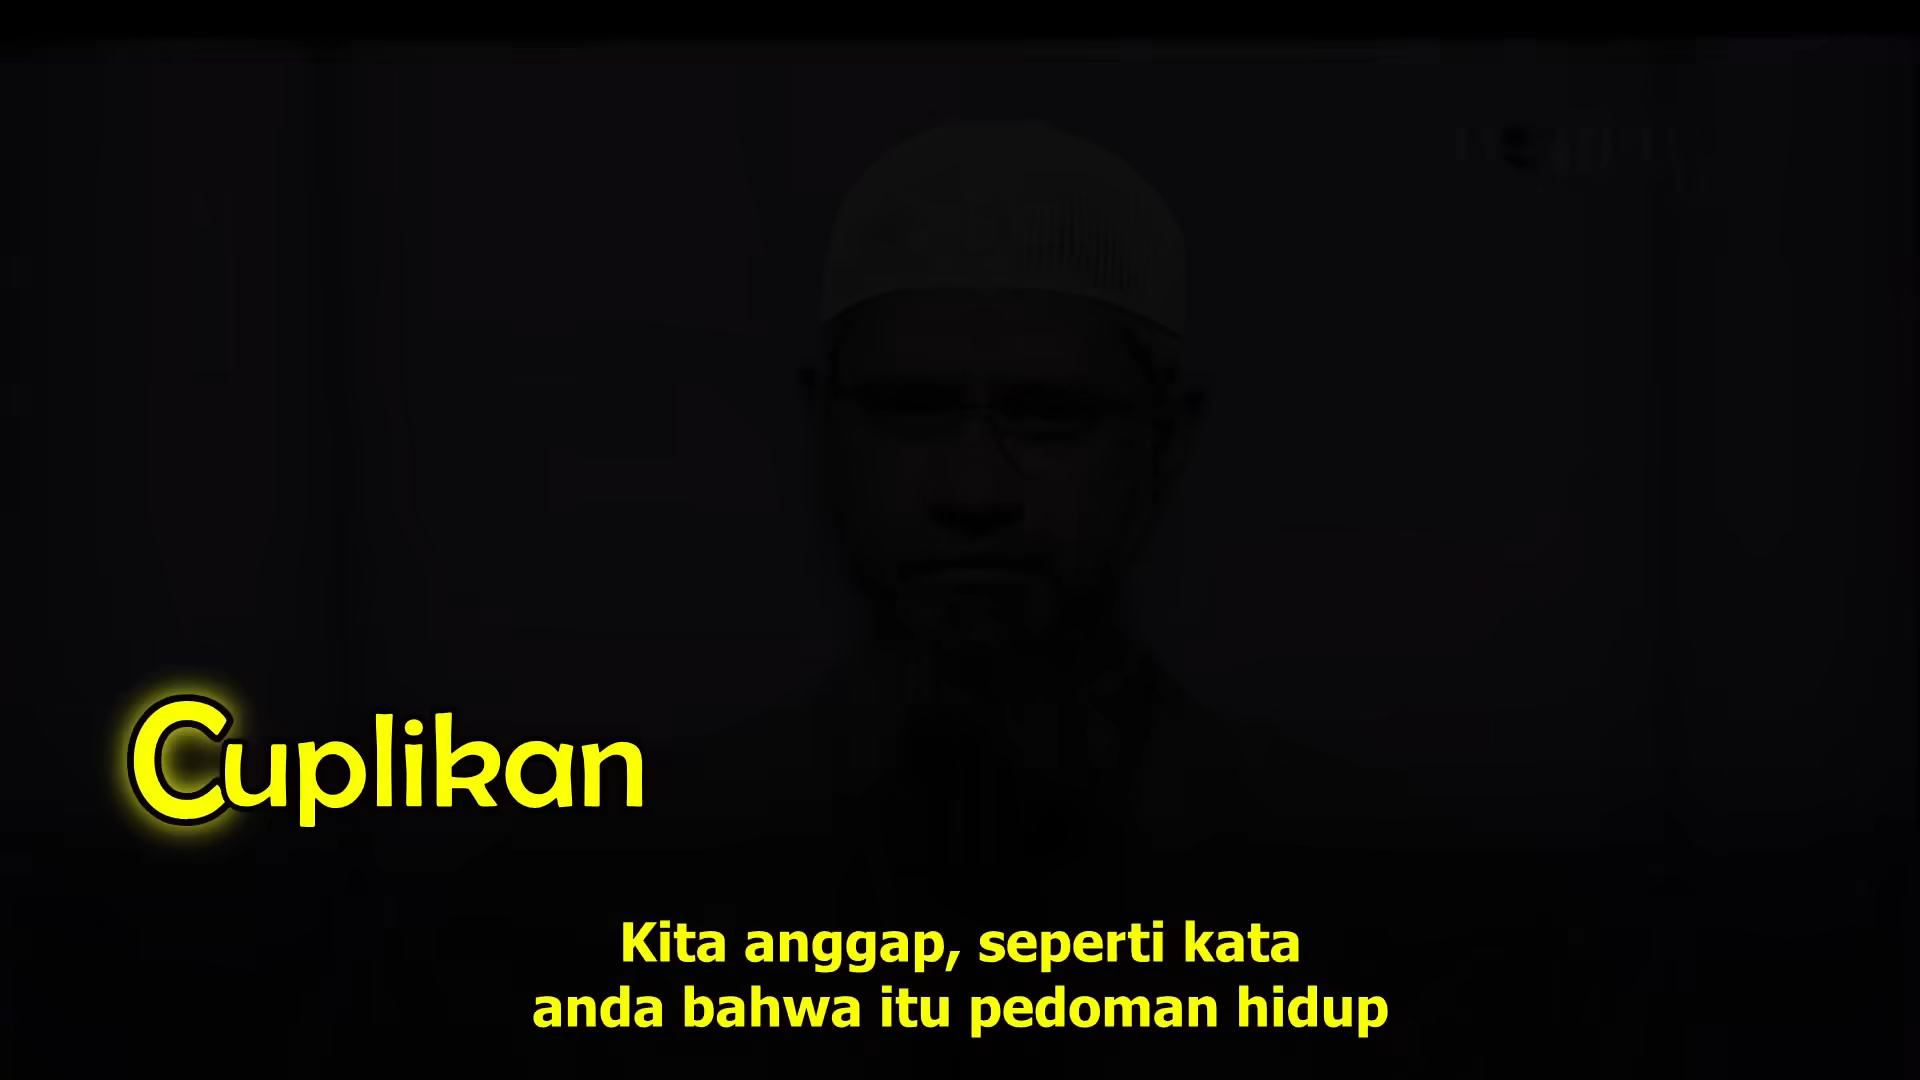 Cuplikan
Kita anggap, seperti kata
anda bahwa itu pedoman hidup